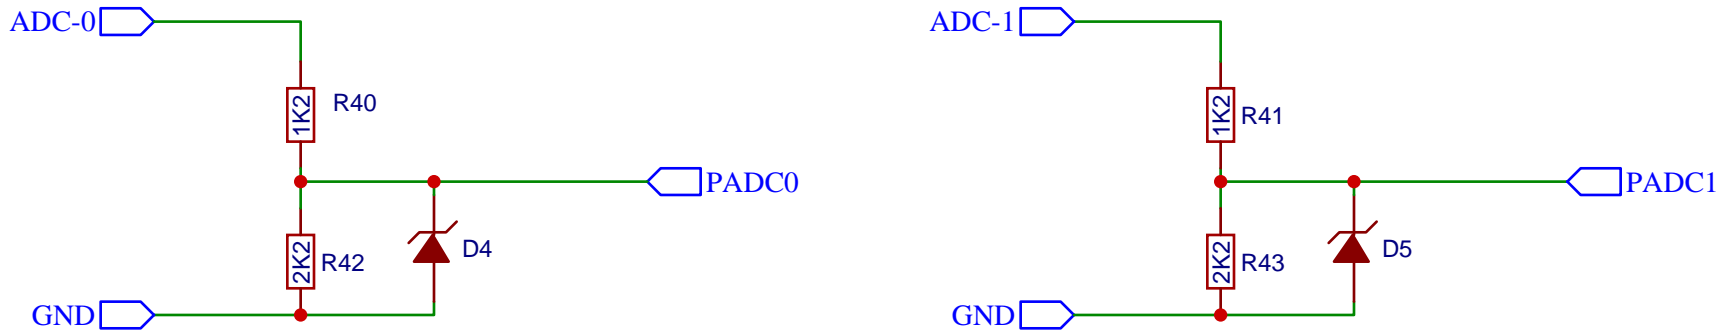 ADC-0
1K2
R40
PADC0
2K2
R42
D4
GND
ADC-1
1K2
R41
PADC1
2K2
R43
D5
GND